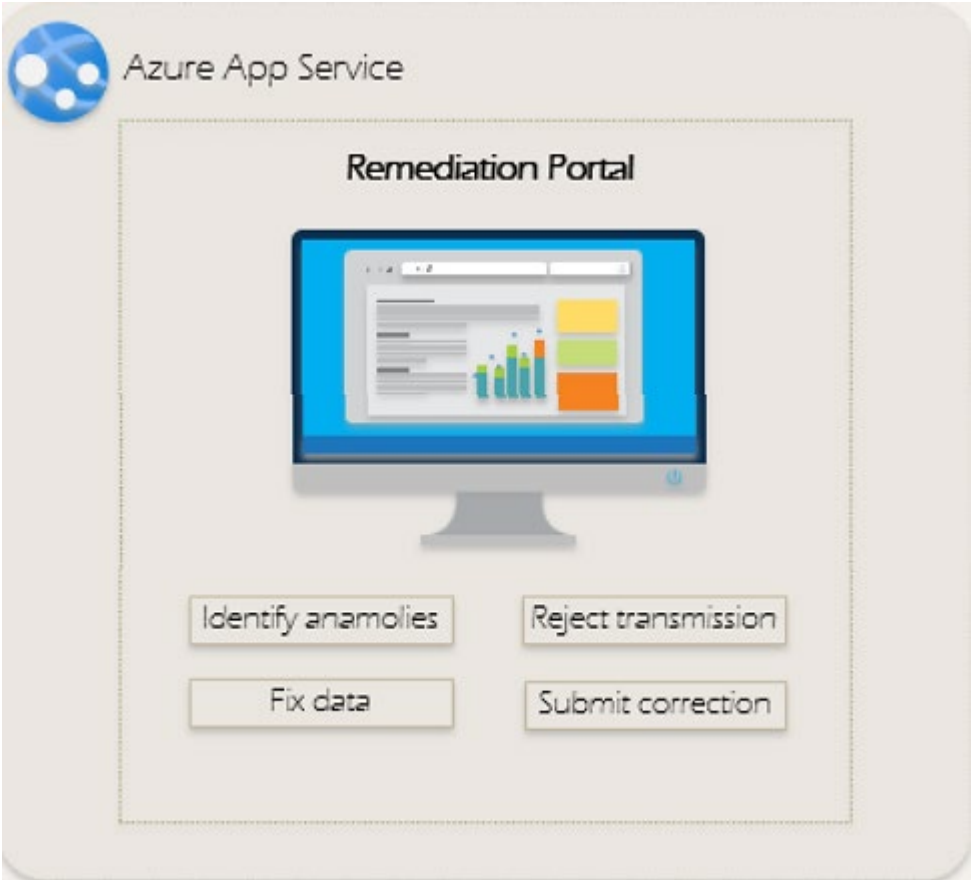 Azure App Service
Remediation Portal
Identify anamolies
Reject transmission
Fix data
Submit correction